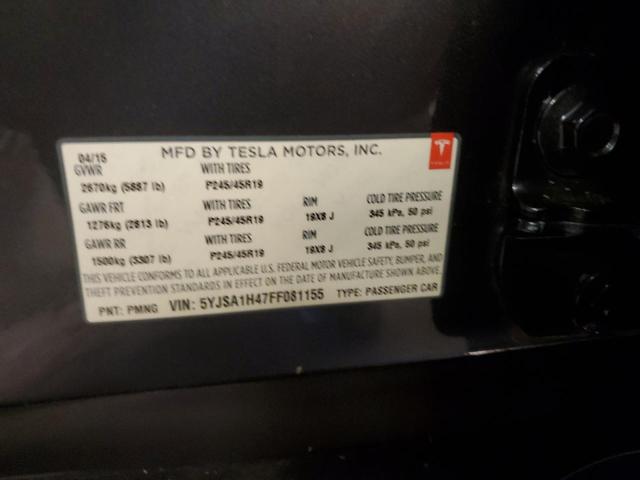 04/15 MFD BY TESLA MOTORS, INC.
GVWR WITH TIRES
2670kg (5887 lb) P245/45R19
GAWR FRT WITH TIRES RIM COLD TIRE PRESSURE
1276kg (2813 lb) P245/45R19 19X8 J 345 kPa, 50 psi
GAWR RR WITH TIRES RIM COLD TIRE PRESSURE
1500kg (3307 lb) P245/45R19 19X8 J 345 kPa, 50 psi
THIS VEHICLE CONFORMS TO ALL APPLICABLE U.S. FEDERAL MOTOR VEHICLE SAFETY, BUMPER, AND
THEFT PREVENTION STANDARDS IN EFFECT ON THE DATE OF MANUFACTURE SHOWN ABOVE.
PNT: PMNG VIN: 5YJSA1H47FF081155 TYPE: PASSENGER CAR
TESLA